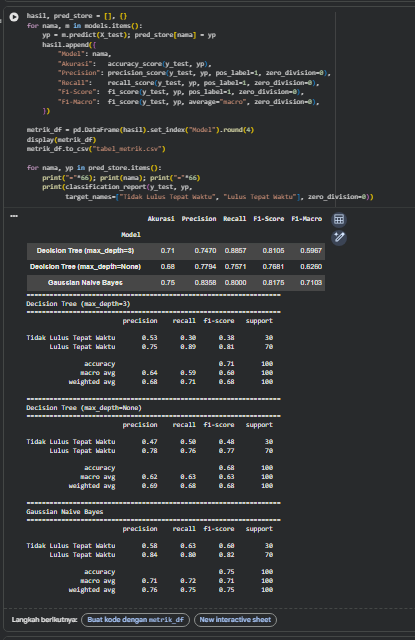 hasil, pred_store = [], {}
for nama, m in models.items():
    yp = m.predict(X_test); pred_store[nama] = yp
    hasil.append({
        "Model": nama,
        "Akurasi":   accuracy_score(y_test, yp),
        "Precision": precision_score(y_test, yp, pos_label=1, zero_division=0),
        "Recall":    recall_score(y_test, yp, pos_label=1, zero_division=0),
        "F1-Score":  f1_score(y_test, yp, pos_label=1, zero_division=0),
        "F1-Macro":  f1_score(y_test, yp, average="macro", zero_division=0),
    })
metrik_df = pd.DataFrame(hasil).set_index("Model").round(4)
display(metrik_df)
metrik_df.to_csv("tabel_metrik.csv")
for nama, yp in pred_store.items():
    print("="*66); print(nama); print("="*66)
    print(classification_report(y_test, yp,
          target_names=["Tidak Lulus Tepat Waktu", "Lulus Tepat Waktu"], zero_division=0))
Akurasi Precision Recall F1-Score F1-Macro
Model
Decision Tree (max_depth=3) 0.71 0.7470 0.8857 0.8105 0.5967
Decision Tree (max_depth=None) 0.68 0.7794 0.7571 0.7681 0.6260
Gaussian Naive Bayes 0.75 0.8358 0.8000 0.8175 0.7103
==================================================================
Decision Tree (max_depth=3)
==================================================================
precision recall f1-score support
Tidak Lulus Tepat Waktu 0.53 0.30 0.38 30
Lulus Tepat Waktu 0.75 0.89 0.81 70
accuracy 0.71 100
macro avg 0.64 0.59 0.60 100
weighted avg 0.68 0.71 0.68 100
==================================================================
Decision Tree (max_depth=None)
==================================================================
precision recall f1-score support
Tidak Lulus Tepat Waktu 0.47 0.50 0.48 30
Lulus Tepat Waktu 0.78 0.76 0.77 70
accuracy 0.68 100
macro avg 0.62 0.63 0.63 100
weighted avg 0.69 0.68 0.68 100
==================================================================
Gaussian Naive Bayes
==================================================================
precision recall f1-score support
Tidak Lulus Tepat Waktu 0.58 0.63 0.60 30
Lulus Tepat Waktu 0.84 0.80 0.82 70
accuracy 0.75 100
macro avg 0.71 0.72 0.71 100
weighted avg 0.76 0.75 0.75 100
Langkah berikutnya: Buat kode dengan metrik_df New interactive sheet